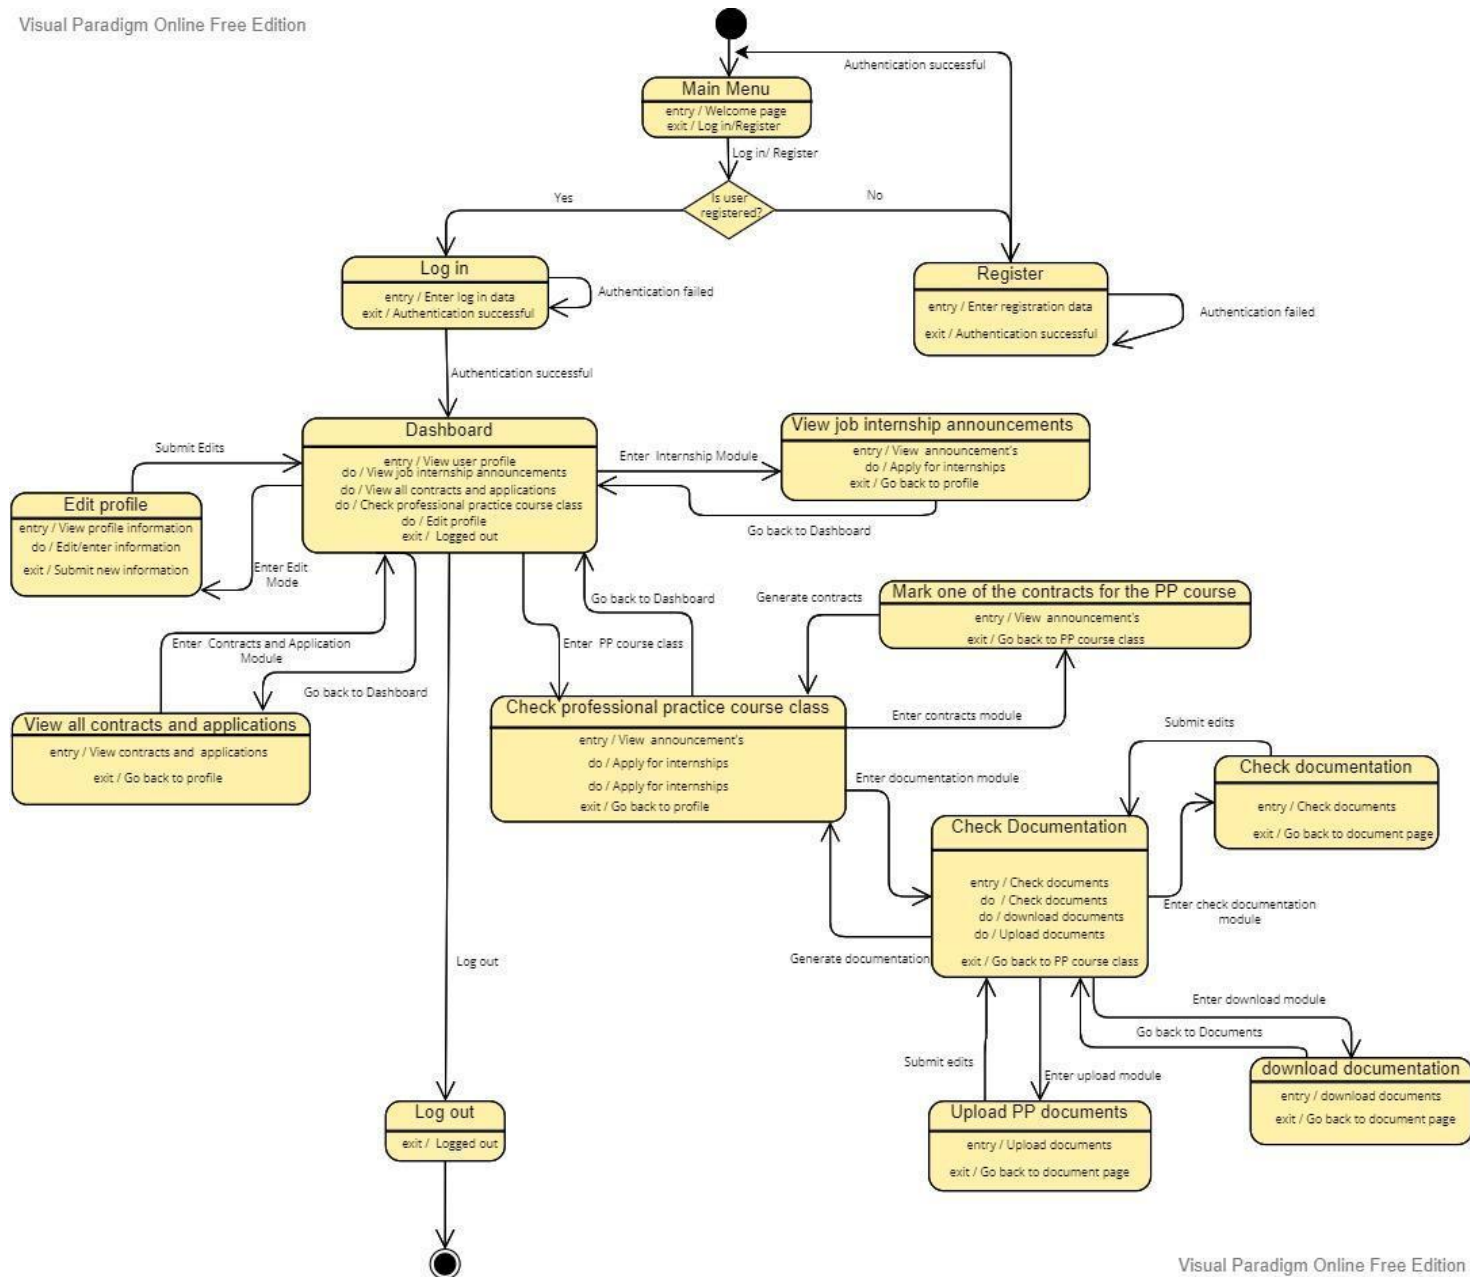 Visual Paradigm Online Free Edition
Authentication successful
Main Menu
entry / Welcome page
exit / Log in/Register
Log in/ Register
Is user
registered?
Yes
No
Log in
entry / Enter log in data
exit / Authentication successful
Authentication failed
Register
entry / Enter registration data
exit / Authentication successful
Authentication failed
Authentication successful
Dashboard
entry / View user profile
do / View job internship announcements
do / View all contracts and applications
do / Check professional practice course class
do / Edit profile
exit / Logged out
Submit Edits
Edit profile
entry / View profile information
do / Edit/enter information
exit / Submit new information
Enter Edit
Mode
Enter Internship Module
View job internship announcements
entry / View announcement's
do / Apply for internships
exit / Go back to profile
Go back to Dashboard
Enter Contracts and Application
Module
Go back to Dashboard
View all contracts and applications
entry / View contracts and applications
exit / Go back to profile
Go back to Dashboard
Enter PP course class
Generate contracts
Mark one of the contracts for the PP course
entry / View announcement's
exit / Go back to PP course class
Check professional practice course class
entry / View announcement's
do / Apply for internships
do / Apply for internships
exit / Go back to profile
Enter contracts module
Enter documentation module
Submit edits
Check documentation
entry / Check documents
exit / Go back to document page
Check Documentation
entry / Check documents
do / Check documents
do / download documents
do / Upload documents
exit / Go back to PP course class
Enter check documentation
module
Generate documentation
Log out
Enter download module
Go back to Documents
Submit edits
Enter upload module
download documentation
entry / download documents
exit / Go back to document page
Upload PP documents
entry / Upload documents
exit / Go back to document page
Log out
exit / Logged out
Visual Paradigm Online Free Edition